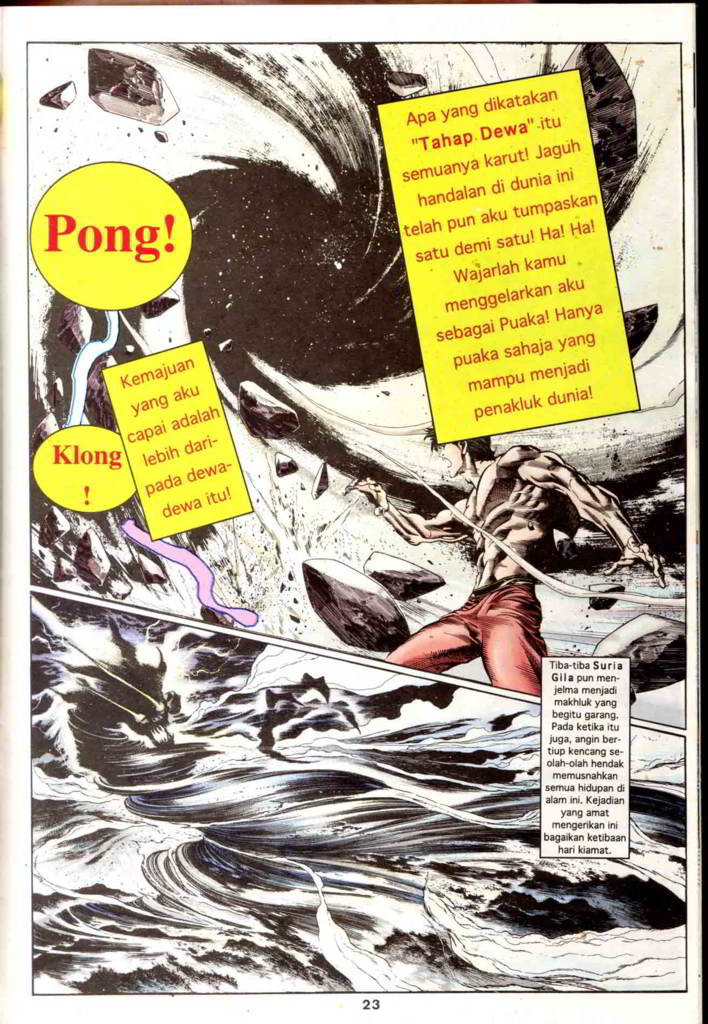 Pong!
Apa yang dikatakan
"Tahap Dewa" itu
semuanya karut! Jaguh
handalan di dunia ini
telah pun aku tumpaskan
satu demi satu! Ha! Ha!
Wajarlah kamu
menggelarkan aku
sebagai Puaka! Hanya
puaka sahaja yang
mampu menjadi
penakluk dunia!
Kemajuan
yang aku
capai adalah
lebih dari-
pada dewa-
dewa itu!
Klong
!
Tiba-tiba Suria
Gila pun men-
jelma menjadi
makhluk yang
begitu garang.
Pada ketika itu
juga, angin ber-
tiup kencang se-
olah-olah hendak
memusnahkan
semua hidupan di
alam ini. Kejadian
yang amat
mengerikan ini
bagaikan ketibaan
hari kiamat.
23